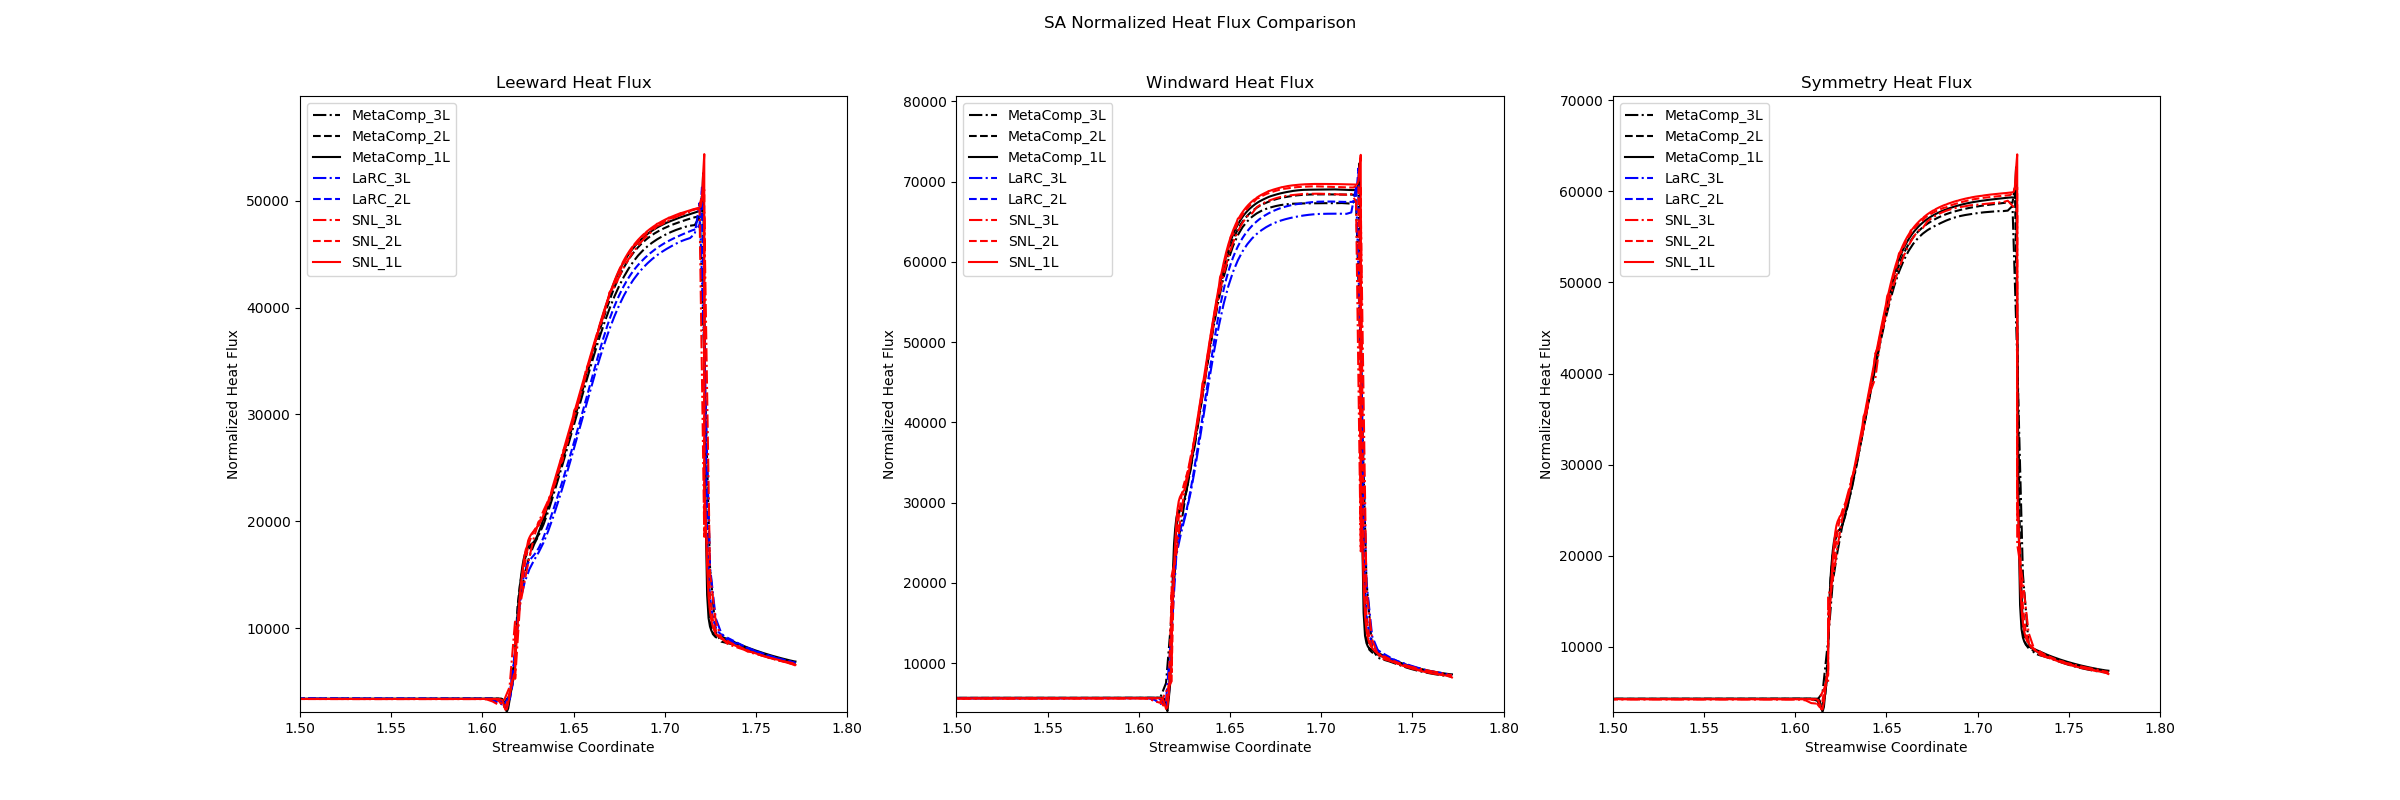 SA Normalized Heat Flux Comparison
Leeward Heat Flux
MetaComp_3L
MetaComp_2L
MetaComp_1L
LaRC_3L
LaRC_2L
SNL_3L
SNL_2L
SNL_1L
50000
40000
30000
20000
10000
Normalized Heat Flux
1.50 1.55 1.60 1.65 1.70 1.75 1.80
Streamwise Coordinate
Windward Heat Flux
MetaComp_3L
MetaComp_2L
MetaComp_1L
LaRC_3L
LaRC_2L
SNL_3L
SNL_2L
SNL_1L
80000
70000
60000
50000
40000
30000
20000
10000
Normalized Heat Flux
1.50 1.55 1.60 1.65 1.70 1.75 1.80
Streamwise Coordinate
Symmetry Heat Flux
MetaComp_3L
MetaComp_2L
MetaComp_1L
LaRC_3L
LaRC_2L
SNL_3L
SNL_2L
SNL_1L
70000
60000
50000
40000
30000
20000
10000
Normalized Heat Flux
1.50 1.55 1.60 1.65 1.70 1.75 1.80
Streamwise Coordinate